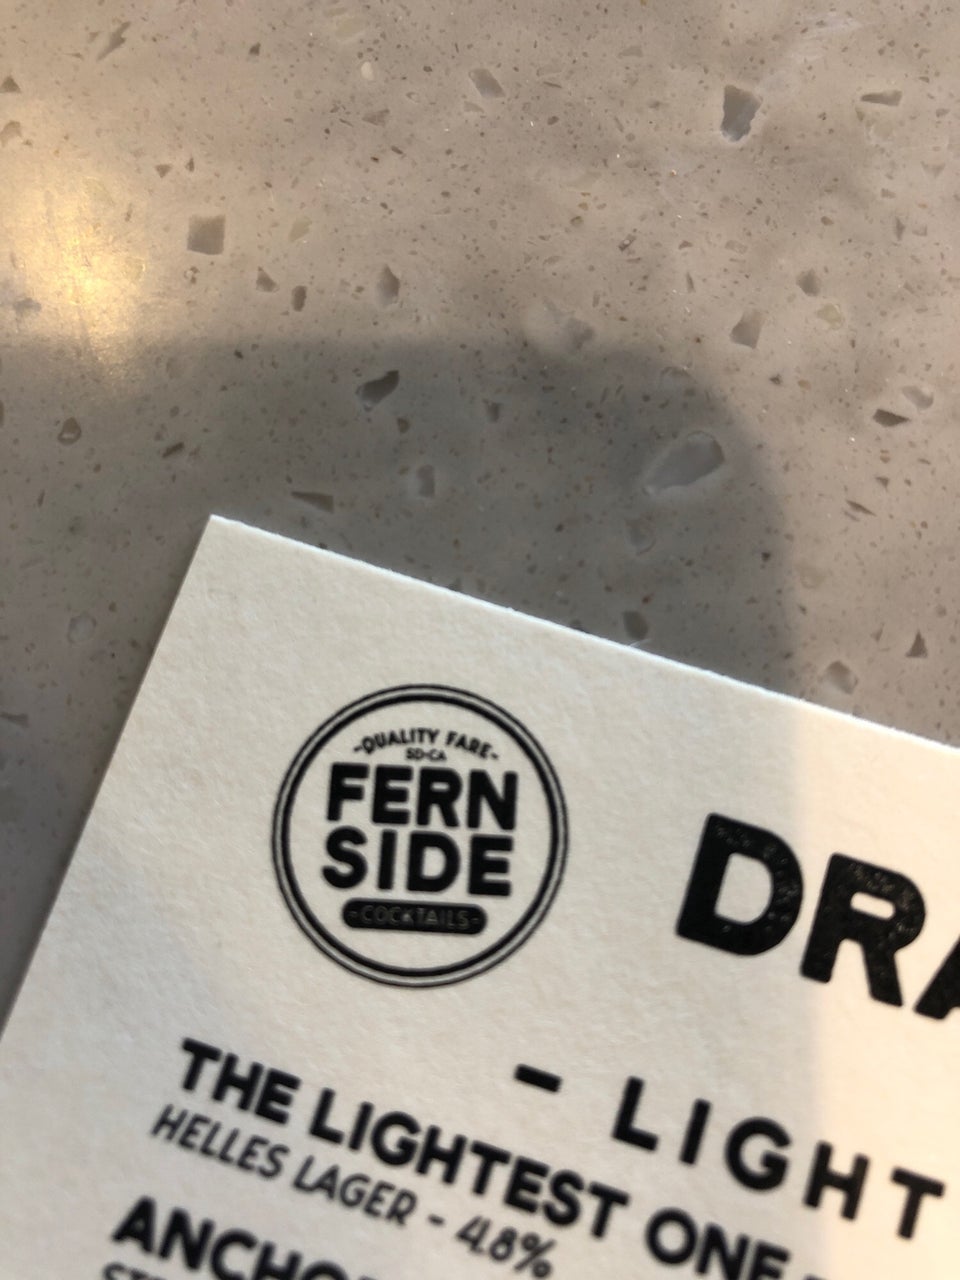 -QUALITY FARE-
SD-CA
FERN
SIDE
-COCKTAILS-
DRA
- LIGHT
THE LIGHTEST ONE -
HELLES LAGER - 4.8%
ANCHO